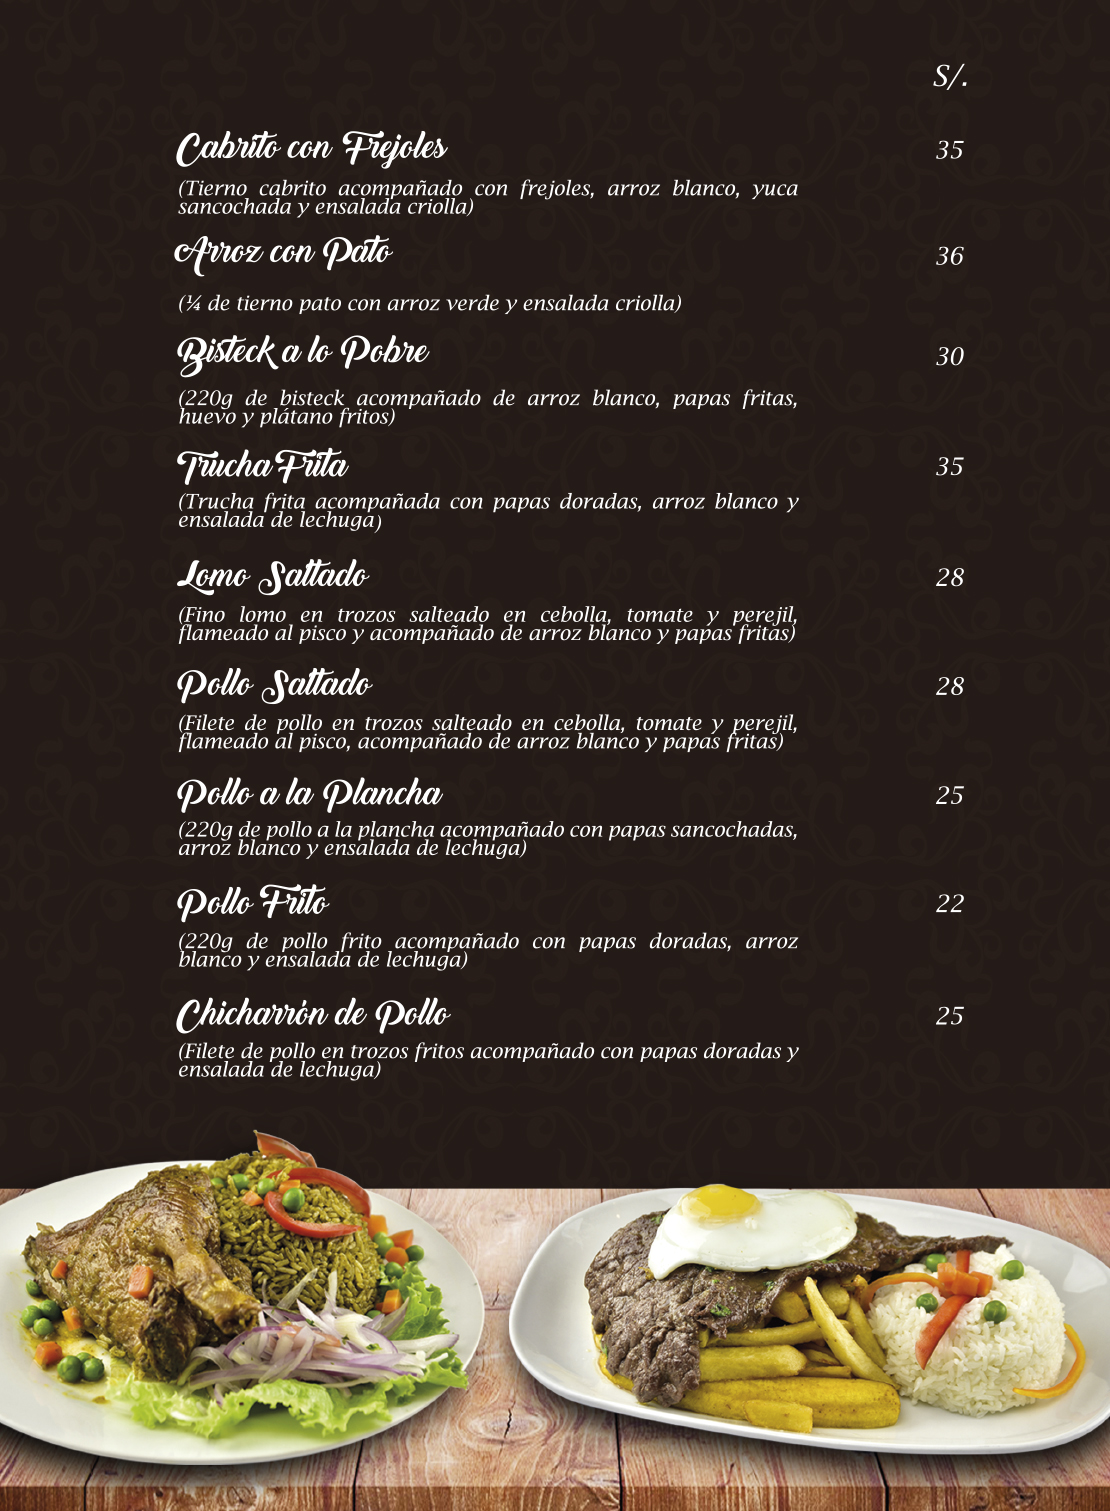 S/.
Cabrito con Frejoles 35
(Tierno cabrito acompañado con frejoles, arroz blanco, yuca
sancochada y ensalada criolla)
Arroz con Pato 36
(¼ de tierno pato con arroz verde y ensalada criolla)
Bisteck a lo Pobre 30
(220g de bisteck acompañado de arroz blanco, papas fritas,
huevo y plátano fritos)
Trucha Frita 35
(Trucha frita acompañada con papas doradas, arroz blanco y
ensalada de lechuga)
Lomo Saltado 28
(Fino lomo en trozos salteado en cebolla, tomate y perejil,
flameado al pisco y acompañado de arroz blanco y papas fritas)
Pollo Saltado 28
(Filete de pollo en trozos salteado en cebolla, tomate y perejil,
flameado al pisco, acompañado de arroz blanco y papas fritas)
Pollo a la Plancha 25
(220g de pollo a la plancha acompañado con papas sancochadas,
arroz blanco y ensalada de lechuga)
Pollo Frito 22
(220g de pollo frito acompañado con papas doradas, arroz
blanco y ensalada de lechuga)
Chicharrón de Pollo 25
(Filete de pollo en trozos fritos acompañado con papas doradas y
ensalada de lechuga)